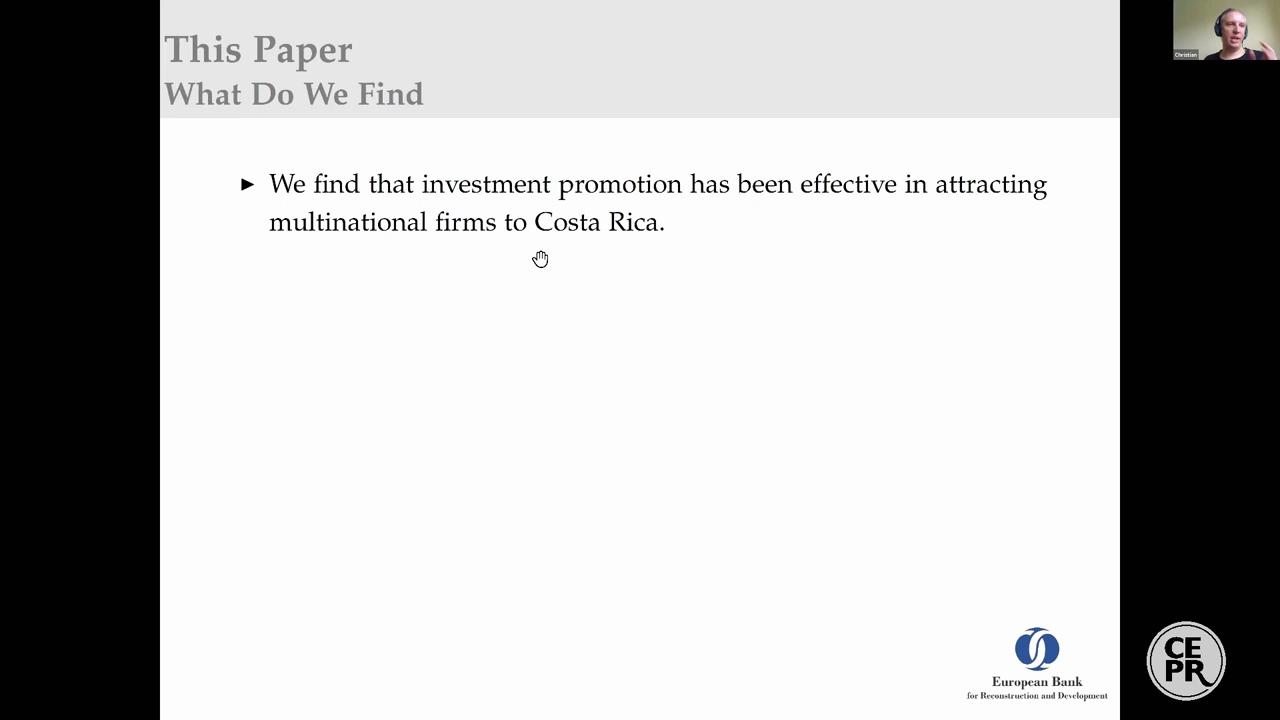 This Paper
What Do We Find
Christian
► We find that investment promotion has been effective in attracting
multinational firms to Costa Rica.
European Bank
for Reconstruction and Development
CE
PR